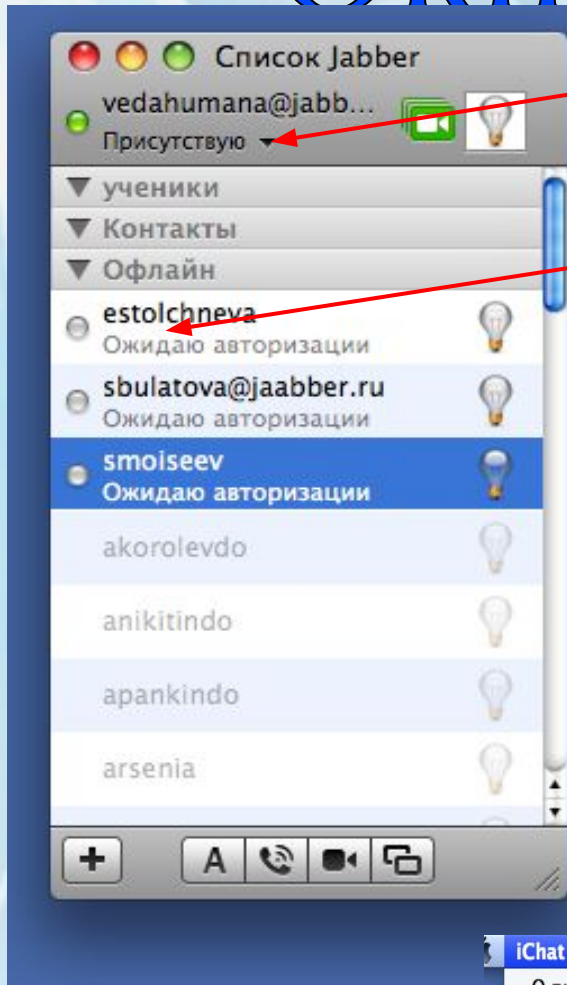 Список Jabber
vedahumana@jabb...
Присутствую
ученики
Контакты
Офлайн
estolchneva
Ожидаю авторизации
sbulatova@jaabber.ru
Ожидаю авторизации
smoiseev
Ожидаю авторизации
akorolevdo
anikitindo
apankindo
arsenia
A
iChat